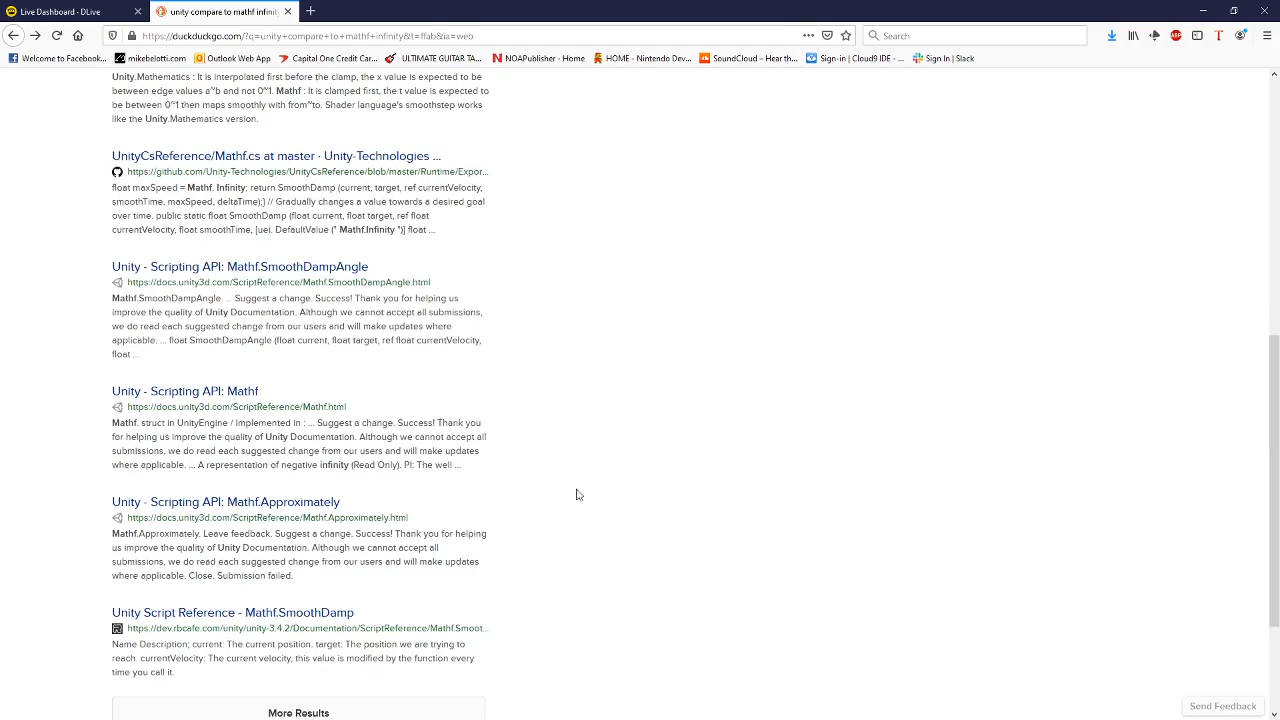 Live Dashboard - DLive
unity compare to mathf infinit
https://duckduckgo.com/?q=unity+compare+to+mathf+infinity&t=ffab&ia=web
Search
Welcome to Facebook...
mikebelotti.com
Outlook Web App
Capital One Credit Car...
ULTIMATE GUITAR TA...
NOAPublisher - Home
HOME - Nintendo Dev...
SoundCloud – Hear th...
Sign-in | Cloud9 IDE - ...
Sign In | Slack
Unity.Mathematics : It is interpolated first before the clamp, the x value is expected to be
between edge values a~b and not 0~1. Mathf : It is clamped first, the t value is expected to
be between 0~1 then maps smoothly with from~to. Shader language's smoothstep works
like the Unity.Mathematics version.
UnityCsReference/Mathf.cs at master · Unity-Technologies ...
https://github.com/Unity-Technologies/UnityCsReference/blob/master/Runtime/Expor...
float maxSpeed = Mathf. Infinity; return SmoothDamp (current, target, ref currentVelocity,
smoothTime, maxSpeed, deltaTime);} // Gradually changes a value towards a desired goal
over time. public static float SmoothDamp (float current, float target, ref float
currentVelocity, float smoothTime, [uei. DefaultValue (" Mathf.Infinity ")] float ...
Unity - Scripting API: Mathf.SmoothDampAngle
https://docs.unity3d.com/ScriptReference/Mathf.SmoothDampAngle.html
Mathf.SmoothDampAngle. ... Suggest a change. Success! Thank you for helping us
improve the quality of Unity Documentation. Although we cannot accept all submissions,
we do read each suggested change from our users and will make updates where
applicable. ... float SmoothDampAngle (float current, float target, ref float currentVelocity,
float ...
Unity - Scripting API: Mathf
https://docs.unity3d.com/ScriptReference/Mathf.html
Mathf. struct in UnityEngine / Implemented in : ... Suggest a change. Success! Thank you
for helping us improve the quality of Unity Documentation. Although we cannot accept all
submissions, we do read each suggested change from our users and will make updates
where applicable. ... A representation of negative infinity (Read Only). PI: The well ...
Unity - Scripting API: Mathf.Approximately
https://docs.unity3d.com/ScriptReference/Mathf.Approximately.html
Mathf.Approximately. Leave feedback. Suggest a change. Success! Thank you for helping
us improve the quality of Unity Documentation. Although we cannot accept all
submissions, we do read each suggested change from our users and will make updates
where applicable. Close. Submission failed.
Unity Script Reference - Mathf.SmoothDamp
https://dev.rbcafe.com/unity/unity-3.4.2/Documentation/ScriptReference/Mathf.Smoot...
Name Description; current: The current position. target: The position we are trying to
reach. currentVelocity: The current velocity, this value is modified by the function every
time you call it.
More Results
Send Feedback